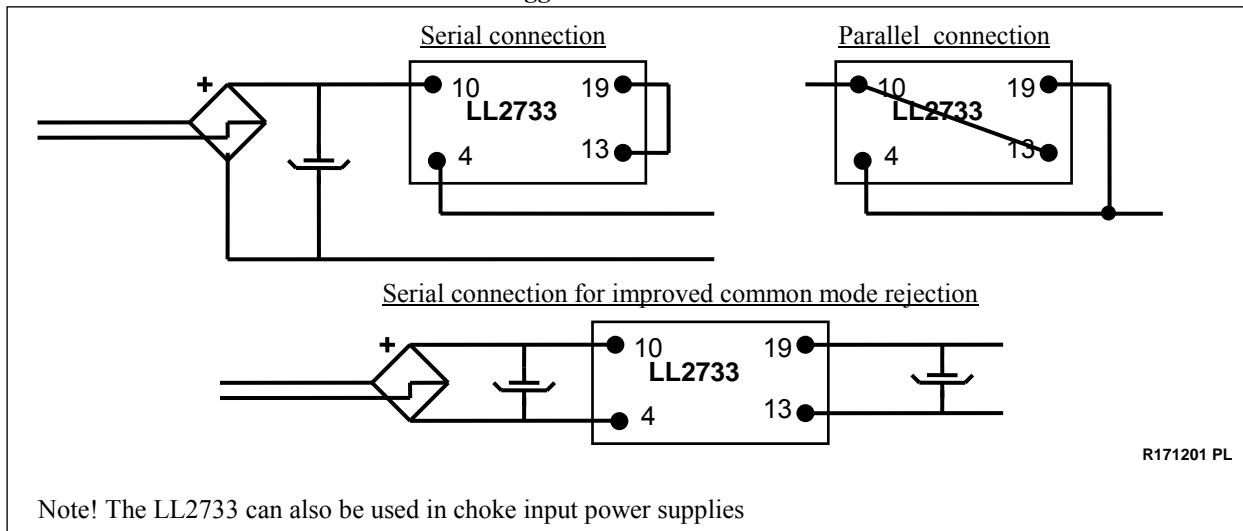 Serial connection
Parallel connection
+
10
19
LL2733
4
13
10
19
LL2733
4
13
Serial connection for improved common mode rejection
+
10
19
LL2733
4
13
R171201 PL
Note! The LL2733 can also be used in choke input power supplies